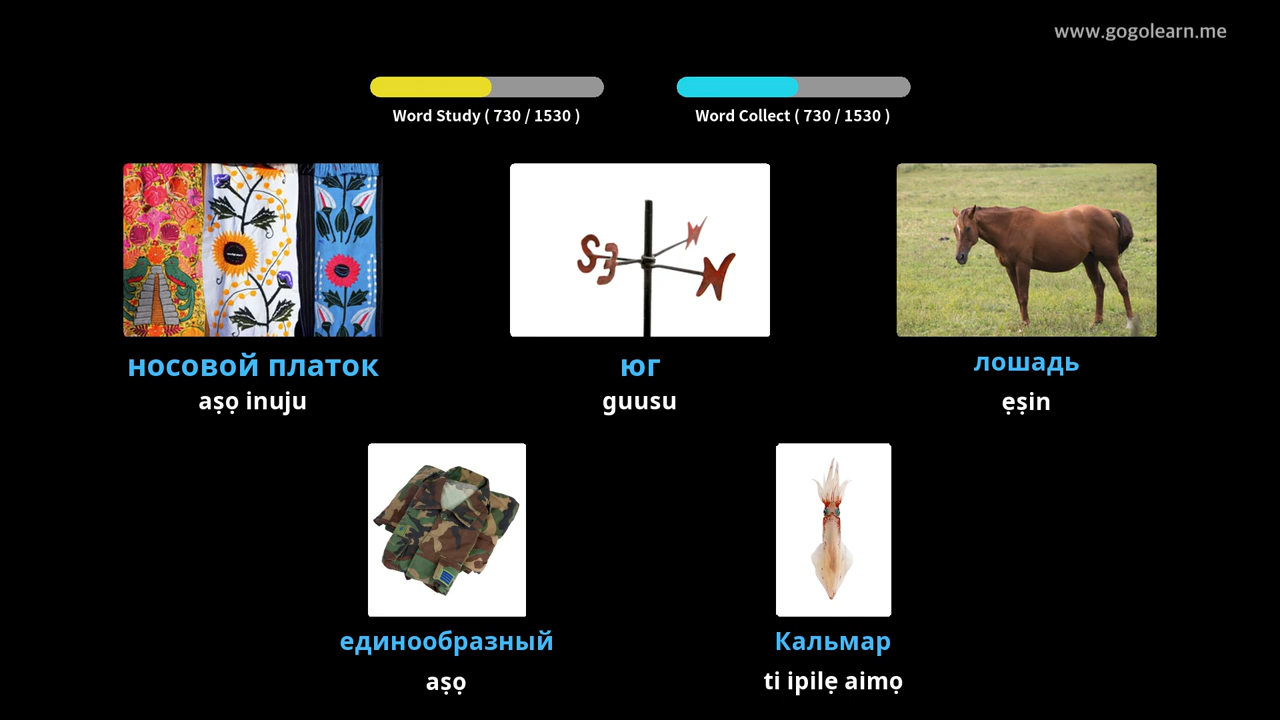 www.gogolearn.me
Word Study ( 730 / 1530 )
Word Collect ( 730 / 1530 )
S
E
N
носовой платок
aṣọ inuju
юг
guusu
лошадь
ẹṣin
единообразный
aṣọ
Кальмар
ti ipilẹ aimọ